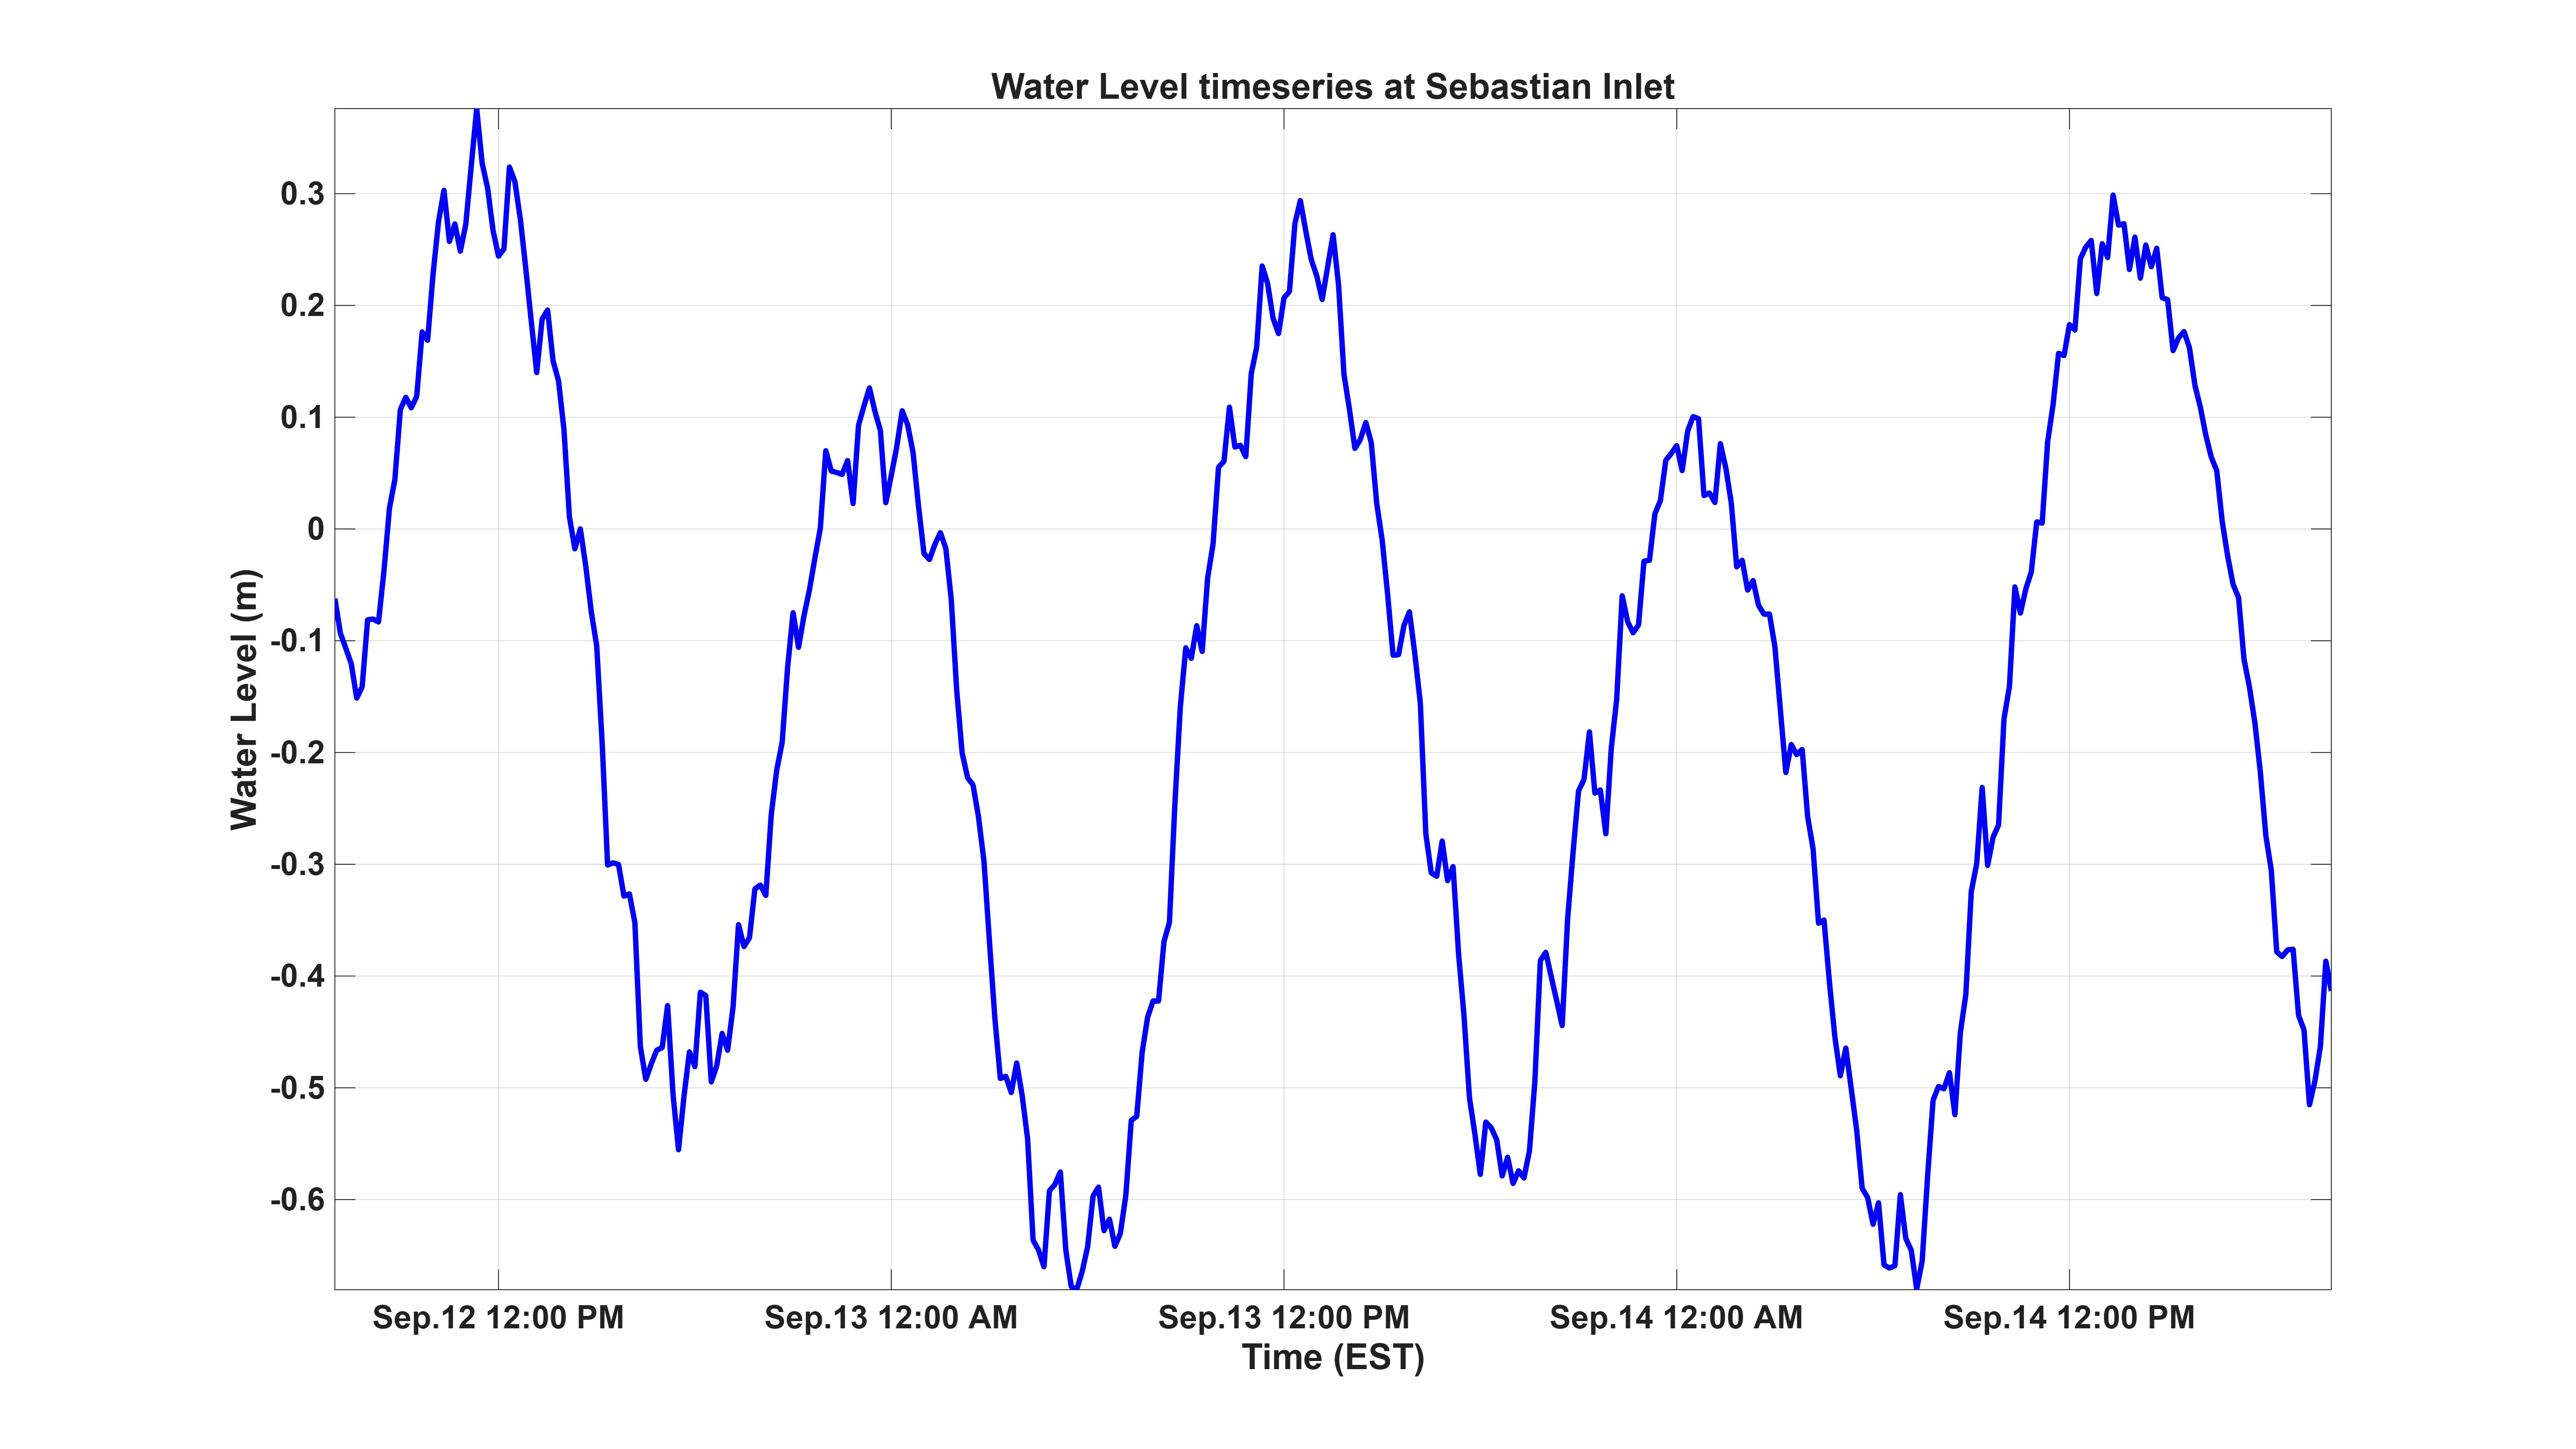 Water Level timeseries at Sebastian Inlet
0.3
0.2
0.1
0
-0.1
-0.2
-0.3
-0.4
-0.5
-0.6
Water Level (m)
Sep.12 12:00 PM
Sep.13 12:00 AM
Sep.13 12:00 PM
Sep.14 12:00 AM
Sep.14 12:00 PM
Time (EST)